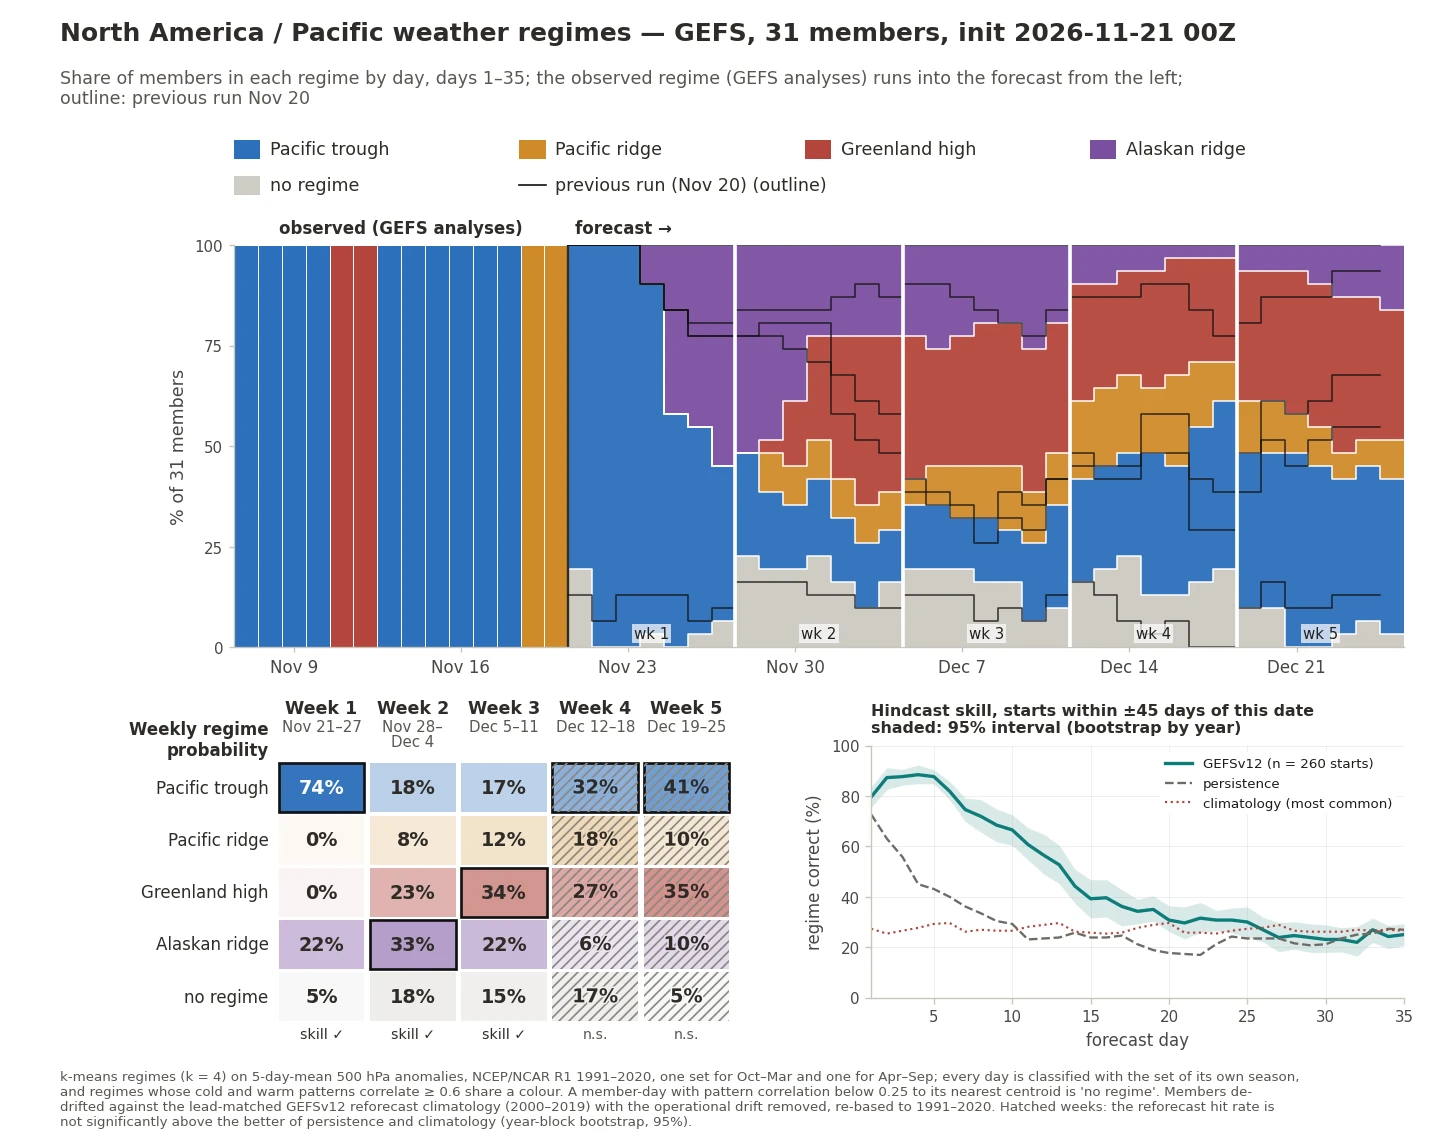 North America / Pacific weather regimes — GEFS, 31 members, init 2026-11-21 00Z
Share of members in each regime by day, days 1–35; the observed regime (GEFS analyses) runs into the forecast from the left;
outline: previous run Nov 20
Pacific trough
Pacific ridge
Greenland high
Alaskan ridge
no regime
previous run (Nov 20) (outline)
observed (GEFS analyses)
forecast →
100
75
50
25
0
% of 31 members
wk 1
wk 2
wk 3
wk 4
wk 5
Nov 9
Nov 16
Nov 23
Nov 30
Dec 7
Dec 14
Dec 21
Weekly regime
probability
Week 1
Nov 21–27
Week 2
Nov 28–
Dec 4
Week 3
Dec 5–11
Week 4
Dec 12–18
Week 5
Dec 19–25
Pacific trough 74% 18% 17% 32% 41%
Pacific ridge 0% 8% 12% 18% 10%
Greenland high 0% 23% 34% 27% 35%
Alaskan ridge 22% 33% 22% 6% 10%
no regime 5% 18% 15% 17% 5%
skill ✓ skill ✓ skill ✓ n.s. n.s.
Hindcast skill, starts within ±45 days of this date
shaded: 95% interval (bootstrap by year)
GEFSv12 (n = 260 starts)
persistence
climatology (most common)
100
80
60
40
20
0
regime correct (%)
5
10
15
20
25
30
35
forecast day
k-means regimes (k = 4) on 5-day-mean 500 hPa anomalies, NCEP/NCAR R1 1991–2020, one set for Oct–Mar and one for Apr–Sep; every day is classified with the set of its own season,
and regimes whose cold and warm patterns correlate ≥ 0.6 share a colour. A member-day with pattern correlation below 0.25 to its nearest centroid is 'no regime'. Members de-
drifted against the lead-matched GEFSv12 reforecast climatology (2000–2019) with the operational drift removed, re-based to 1991–2020. Hatched weeks: the reforecast hit rate is
not significantly above the better of persistence and climatology (year-block bootstrap, 95%).